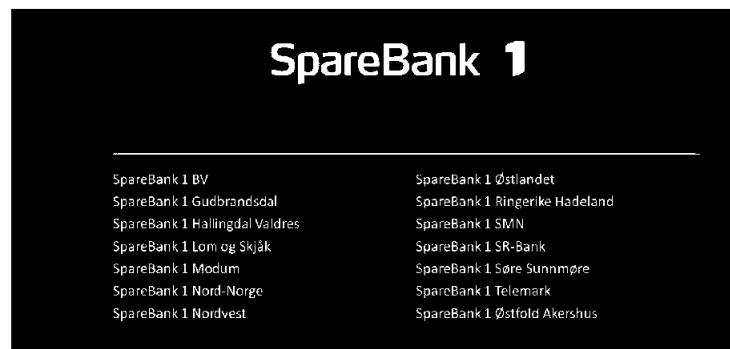 SpareBank 1
SpareBank 1 BV
SpareBank 1 Gudbrandsdal
SpareBank 1 Hallingdal Valdres
SpareBank 1 Lom og Skjåk
SpareBank 1 Modum
SpareBank 1 Nord-Norge
SpareBank 1 Nordvest
SpareBank 1 Østlandet
SpareBank 1 Ringerike Hadeland
SpareBank 1 SMN
SpareBank 1 SR-Bank
SpareBank 1 Søre Sunnmøre
SpareBank 1 Telemark
SpareBank 1 Østfold Akershus